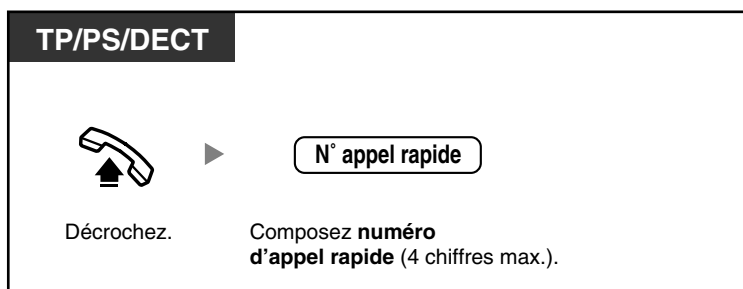 TP/PS/DECT
N° appel rapide
Décrochez.
Composez numéro
d'appel rapide (4 chiffres max.).